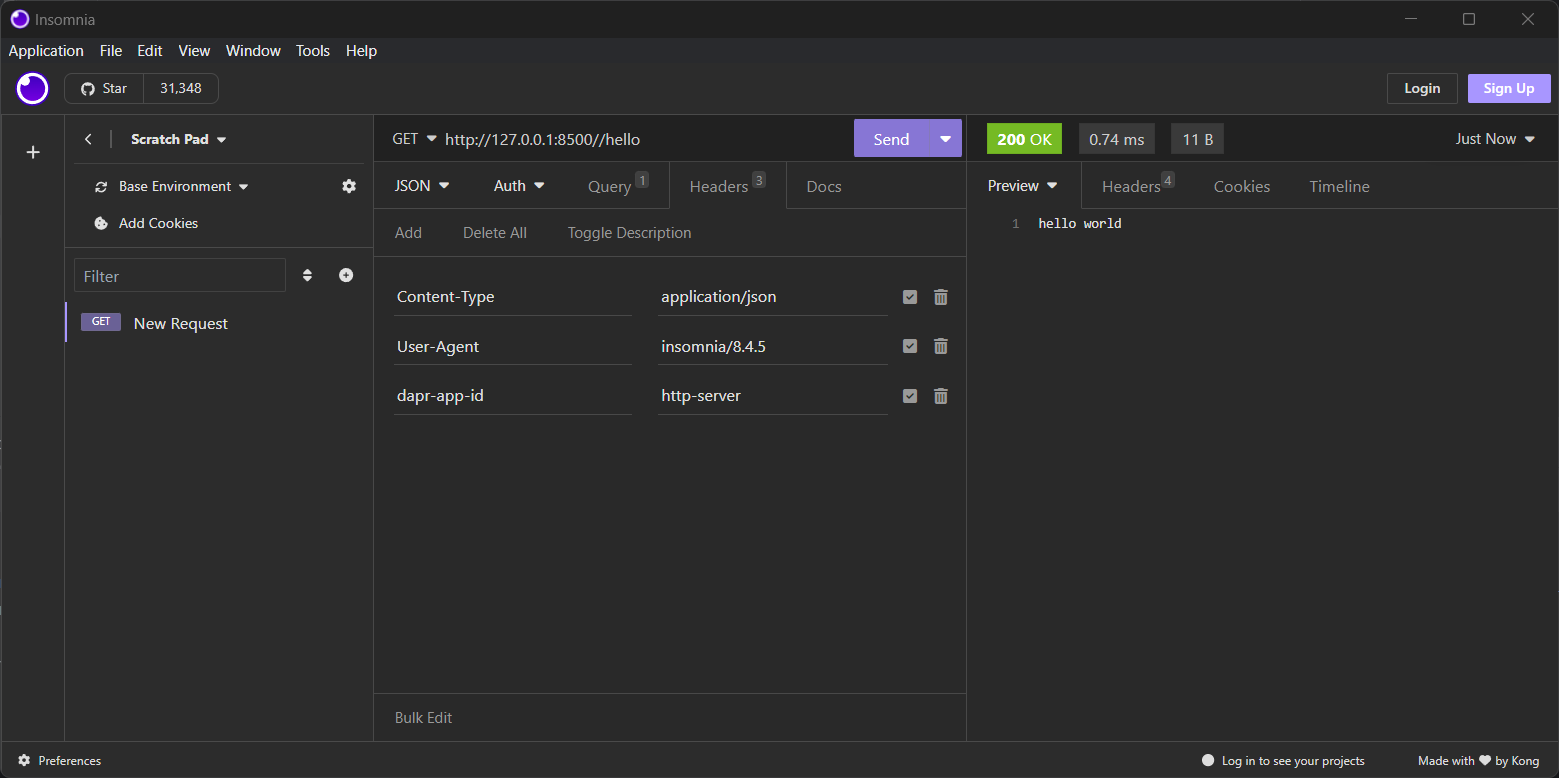 Insomnia
Application File Edit View Window Tools Help
Star 31,348 Login Sign Up
Scratch Pad
Base Environment
Add Cookies
Filter
GET New Request
GET http://127.0.0.1:8500//hello Send
JSON Auth Query 1 Headers 3 Docs
Add Delete All Toggle Description
Content-Type application/json
User-Agent insomnia/8.4.5
dapr-app-id http-server
Bulk Edit
200 OK 0.74 ms 11 B Just Now
Preview Headers 4 Cookies Timeline
1 hello world
Preferences Log in to see your projects Made with by Kong